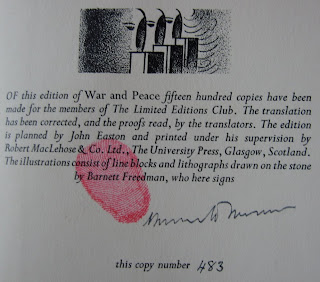 OF this edition of War and Peace fifteen hundred copies have been
made for the members of The Limited Editions Club. The translation
has been corrected, and the proofs read, by the translators. The edition
is planned by John Easton and printed under his supervision by
Robert MacLehose & Co. Ltd., The University Press, Glasgow, Scotland.
The illustrations consist of line blocks and lithographs drawn on the stone
by Barnett Freedman, who here signs
this copy number 483